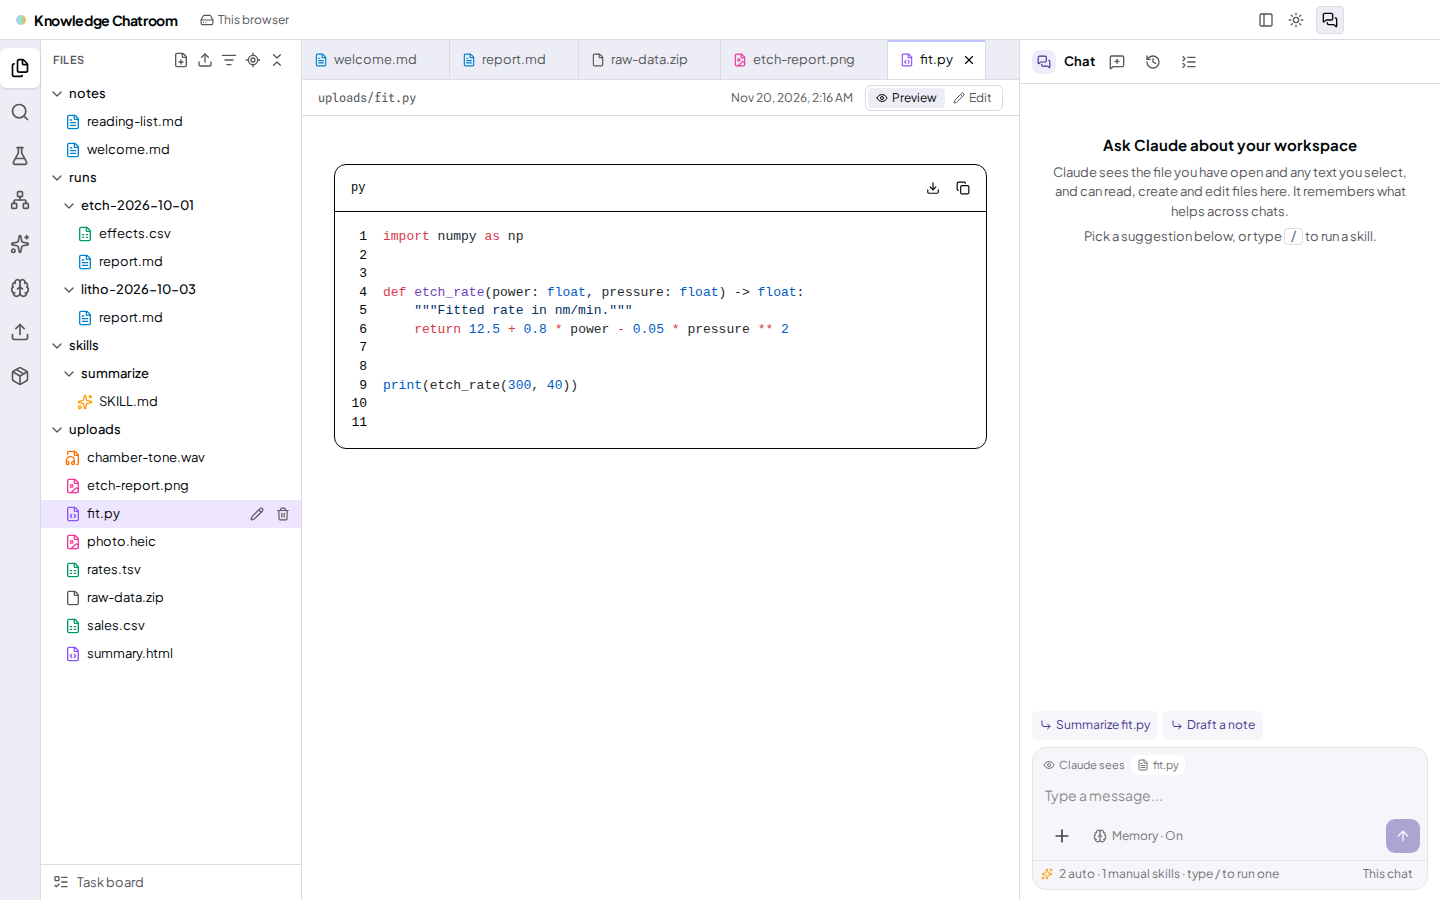 Knowledge Chatroom
This browser
FILES
notes
reading-list.md
welcome.md
runs
etch-2026-10-01
effects.csv
report.md
litho-2026-10-03
report.md
skills
summarize
SKILL.md
uploads
chamber-tone.wav
etch-report.png
fit.py
photo.heic
rates.tsv
raw-data.zip
sales.csv
summary.html
Task board
welcome.md
report.md
raw-data.zip
etch-report.png
fit.py
uploads/fit.py
Nov 20, 2026, 2:16 AM
Preview
Edit
py
1 import numpy as np
2
3
4 def etch_rate(power: float, pressure: float) -> float:
5 """Fitted rate in nm/min."""
6 return 12.5 + 0.8 * power - 0.05 * pressure ** 2
7
8
9 print(etch_rate(300, 40))
10
11
Chat
Ask Claude about your workspace
Claude sees the file you have open and any text you select,
and can read, create and edit files here. It remembers what
helps across chats.
Pick a suggestion below, or type / to run a skill.
Summarize fit.py
Draft a note
Claude sees fit.py
Type a message...
Memory · On
2 auto · 1 manual skills · type / to run one
This chat